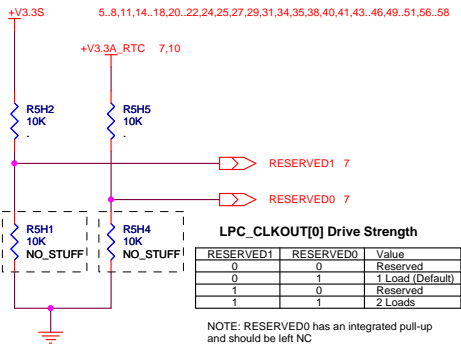 +V3.3S 5..8,11,14..18,20..22,24,25,27,29,31,34,35,38,40,41,43..46,49..51,56..58
+V3.3A_RTC 7,10
R5H2
10K
.
R5H5
10K
.
RESERVED1 7
RESERVED0 7
R5H1
10K
NO_STUFF
R5H4
10K
NO_STUFF
LPC_CLKOUT[0] Drive Strength
RESERVED1 RESERVED0 Value
0 0 Reserved
0 1 1 Load (Default)
1 0 Reserved
1 1 2 Loads
NOTE: RESERVED0 has an integrated pull-up
and should be left NC